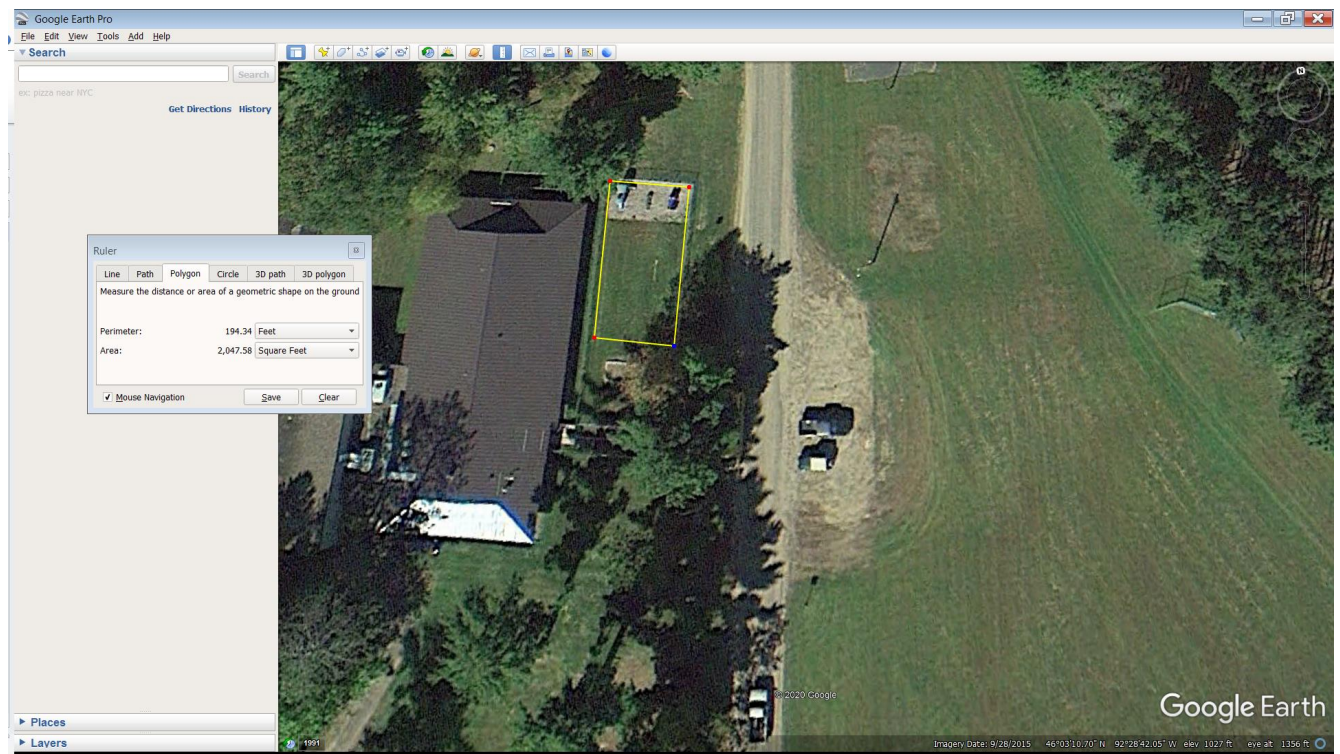 Google Earth Pro
File Edit View Tools Add Help
Search
Search
ex: pizza near NYC
Get Directions History
N
Ruler
Line Path Polygon Circle 3D path 3D polygon
Measure the distance or area of a geometric shape on the ground
Perimeter: 194.34 Feet
Area: 2,047.58 Square Feet
Mouse Navigation Save Clear
© 2020 Google
Google Earth
Places
Layers
1991
Imagery Date: 9/28/2015 46°03'10.70" N 92°28'42.05" W elev 1027 ft eye alt 1356 ft